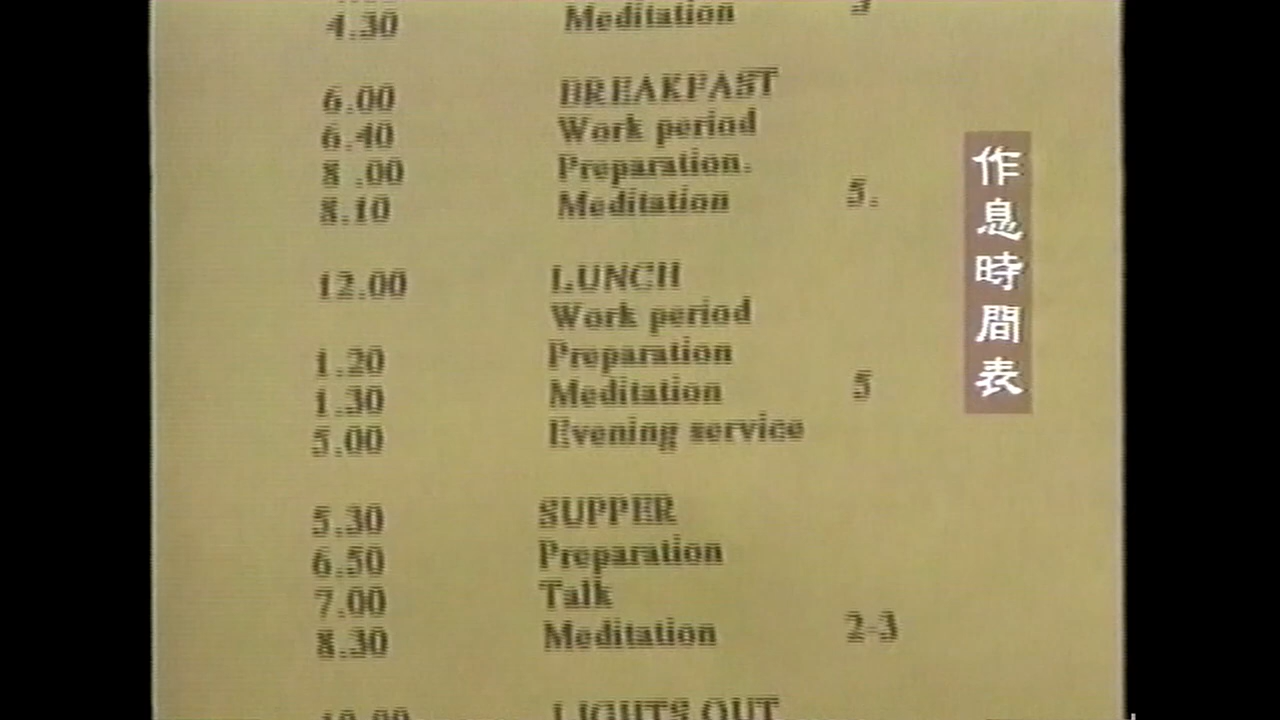 4.30 Meditation
6.00 BREAKFAST
6.40 Work period
8.00 Preparation.
8.10 Meditation 5.
12.00 LUNCH
Work period
1.20 Preparation
1.30 Meditation 5
5.00 Evening service
5.30 SUPPER
6.50 Preparation
7.00 Talk
8.30 Meditation 2-3
LIGHTS OUT
作息時間表